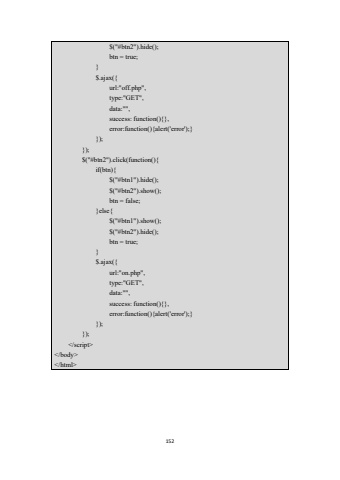 $("#btn2").hide();
btn = true;
}
$.ajax({
url:"off.php",
type:"GET",
data:"",
success: function(){},
error:function(){alert('error');}
});
});
$("#btn2").click(function(){
if(btn){
$("#btn1").hide();
$("#btn2").show();
btn = false;
}else{
$("#btn1").show();
$("#btn2").hide();
btn = true;
}
$.ajax({
url:"on.php",
type:"GET",
data:"",
success: function(){},
error:function(){alert('error');}
});
});
</script>
</body>
</html>
152